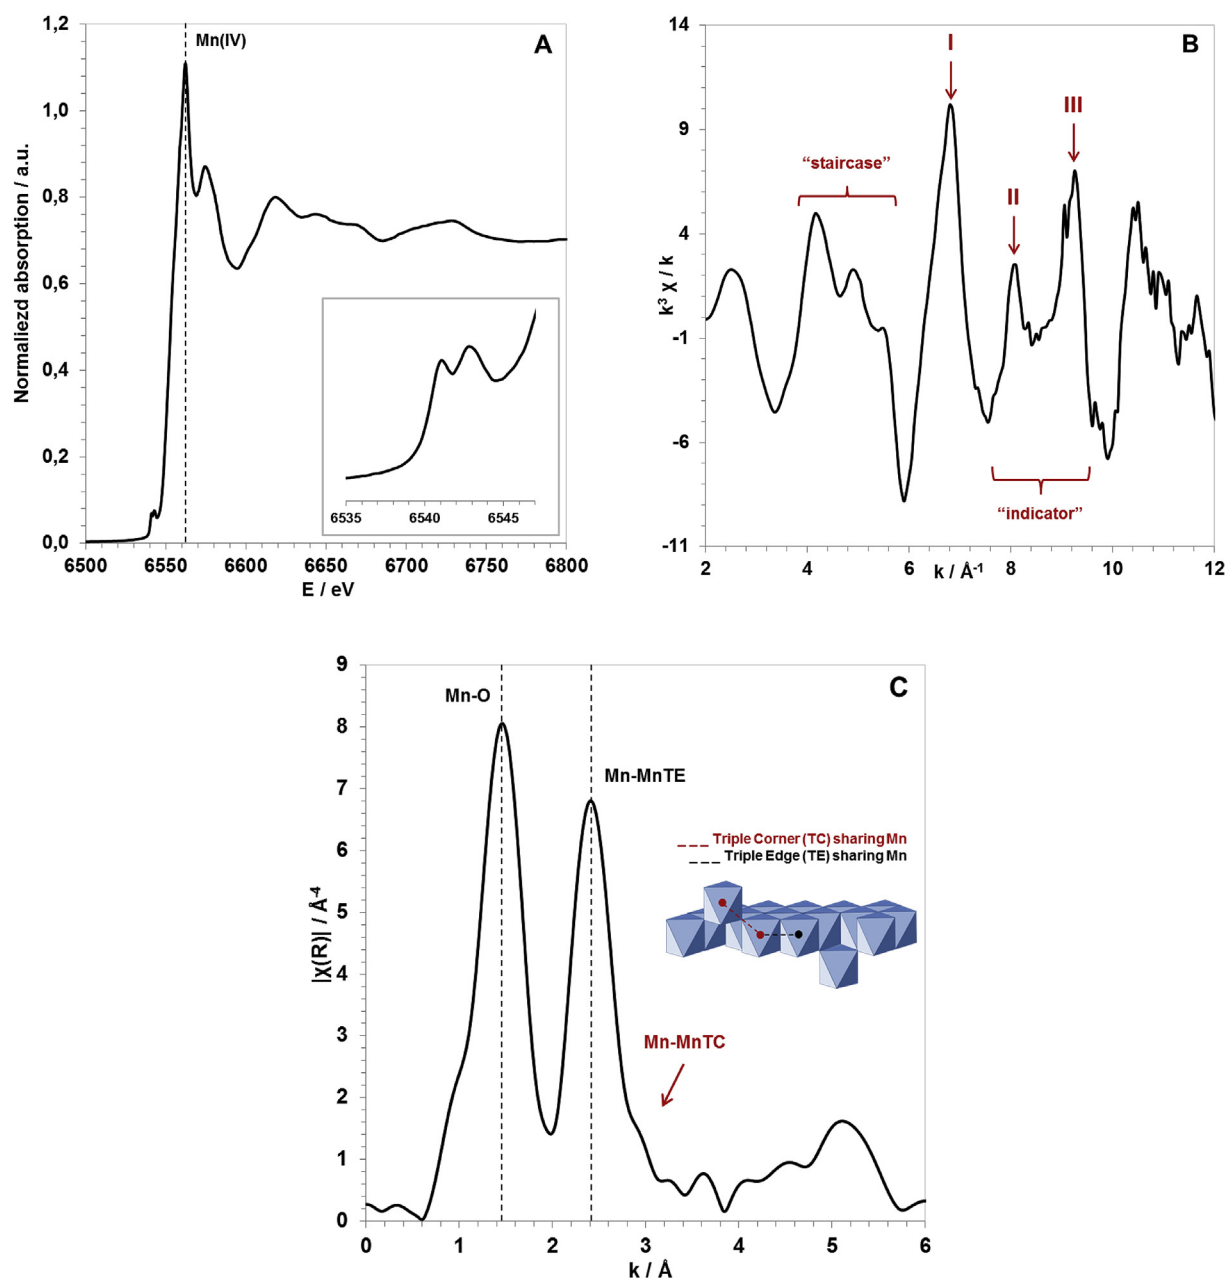 A
Mn(IV)
Normaliezd absorption / a.u.
1,2
1,0
0,8
0,6
0,4
0,2
0,0
6535 6540 6545
6500 6550 6600 6650 6700 6750 6800
E / eV
B
I
III
"staircase"
II
k³ χ / k
14
9
4
-1
-6
-11
"indicator"
2 4 6 8 10 12
k / Å-1
C
Mn-O
Mn-MnTE
|χ(R)| / Å-4
9
8
7
6
5
4
3
2
1
0
Triple Corner (TC) sharing Mn
Triple Edge (TE) sharing Mn
Mn-MnTC
0 1 2 3 4 5 6
k / Å